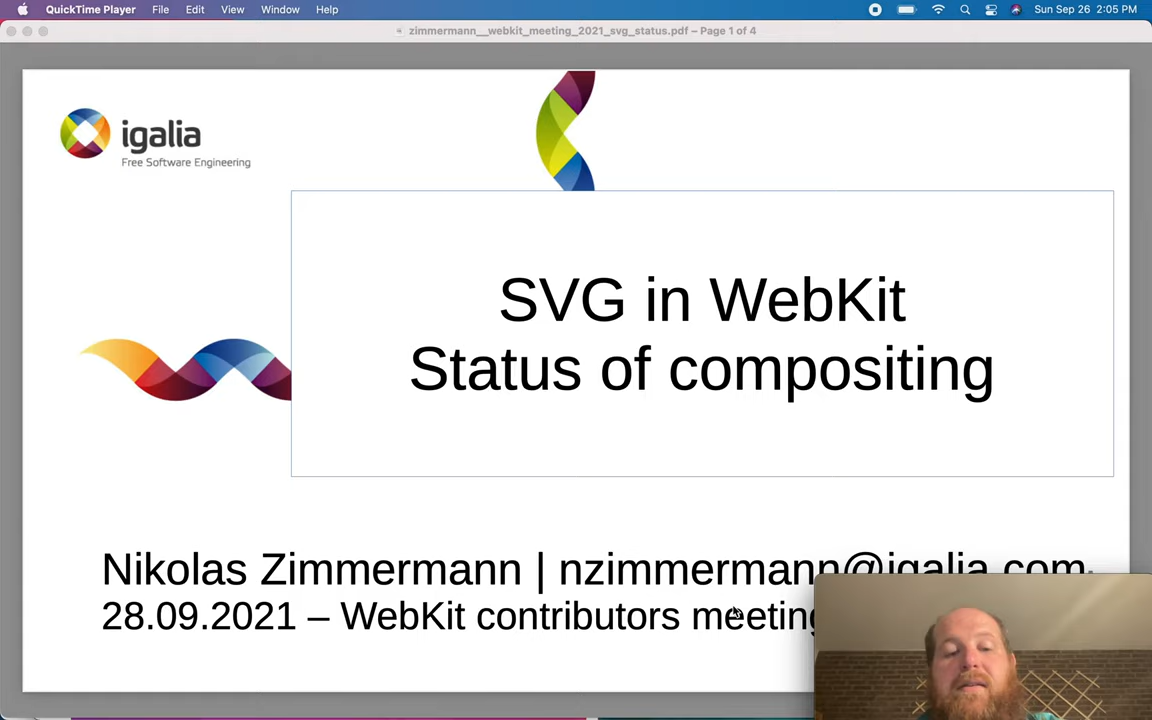 QuickTime Player File Edit View Window Help Sun Sep 26 2:05 PM
zimmermann__webkit_meeting_2021_svg_status.pdf – Page 1 of 4
igalia
Free Software Engineering
SVG in WebKit
Status of compositing
Nikolas Zimmermann | nzimmermann@igalia.com
28.09.2021 – WebKit contributors meeting